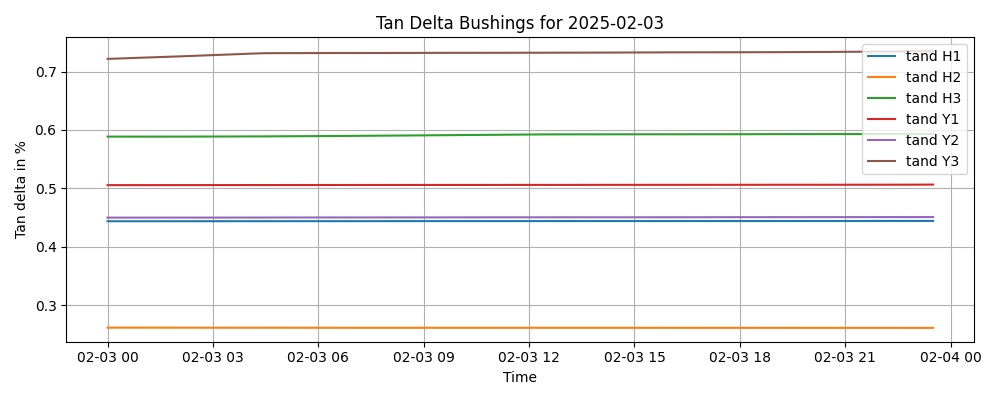 Tan Delta Bushings for 2025-02-03
Tan delta in %
0.7
0.6
0.5
0.4
0.3
tand H1
tand H2
tand H3
tand Y1
tand Y2
tand Y3
02-03 00 02-03 03 02-03 06 02-03 09 02-03 12 02-03 15 02-03 18 02-03 21 02-04 00
Time